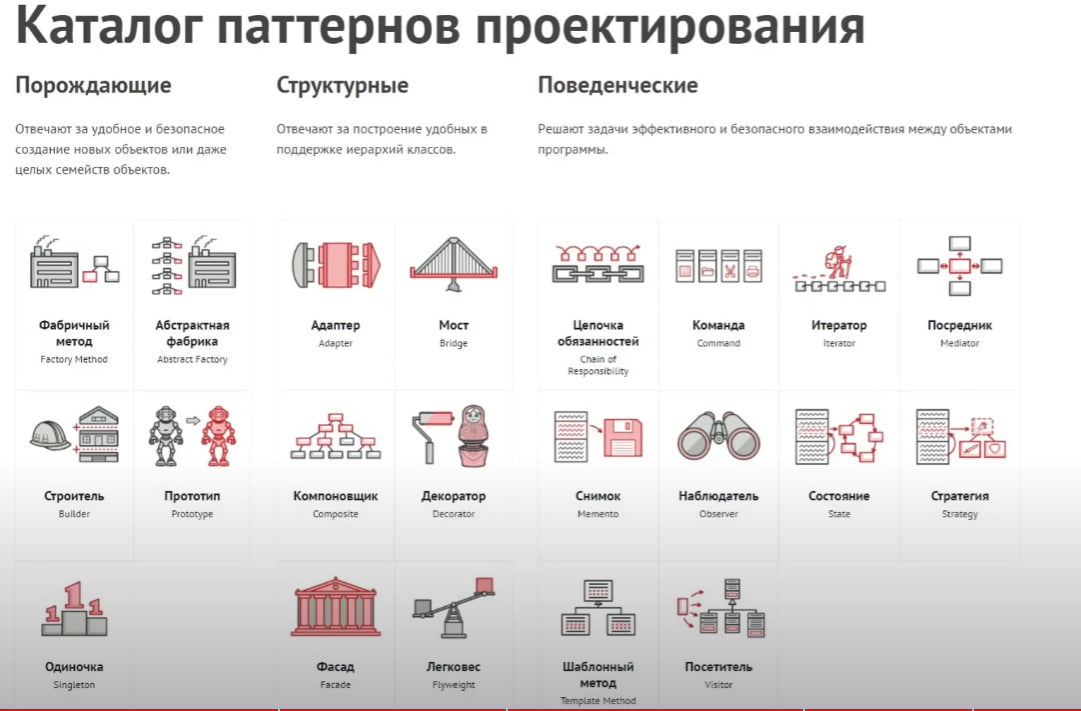 Каталог паттернов проектирования
Порождающие
Отвечают за удобное и безопасное
создание новых объектов или даже
целых семейств объектов.
Структурные
Отвечают за построение удобных в
поддержке иерархий классов.
Поведенческие
Решают задачи эффективного и безопасного взаимодействия между объектами
программы.
Фабричный
метод
Factory Method
Абстрактная
фабрика
Abstract Factory
Адаптер
Adapter
Мост
Bridge
Цепочка
обязанностей
Chain of
Responsibility
Команда
Command
Итератор
Iterator
Посредник
Mediator
Строитель
Builder
Прототип
Prototype
Компоновщик
Composite
Декоратор
Decorator
Снимок
Memento
Наблюдатель
Observer
Состояние
State
Стратегия
Strategy
1 1 1
Одиночка
Singleton
Фасад
Facade
Легковес
Flyweight
Шаблонный
метод
Template Method
Посетитель
Visitor